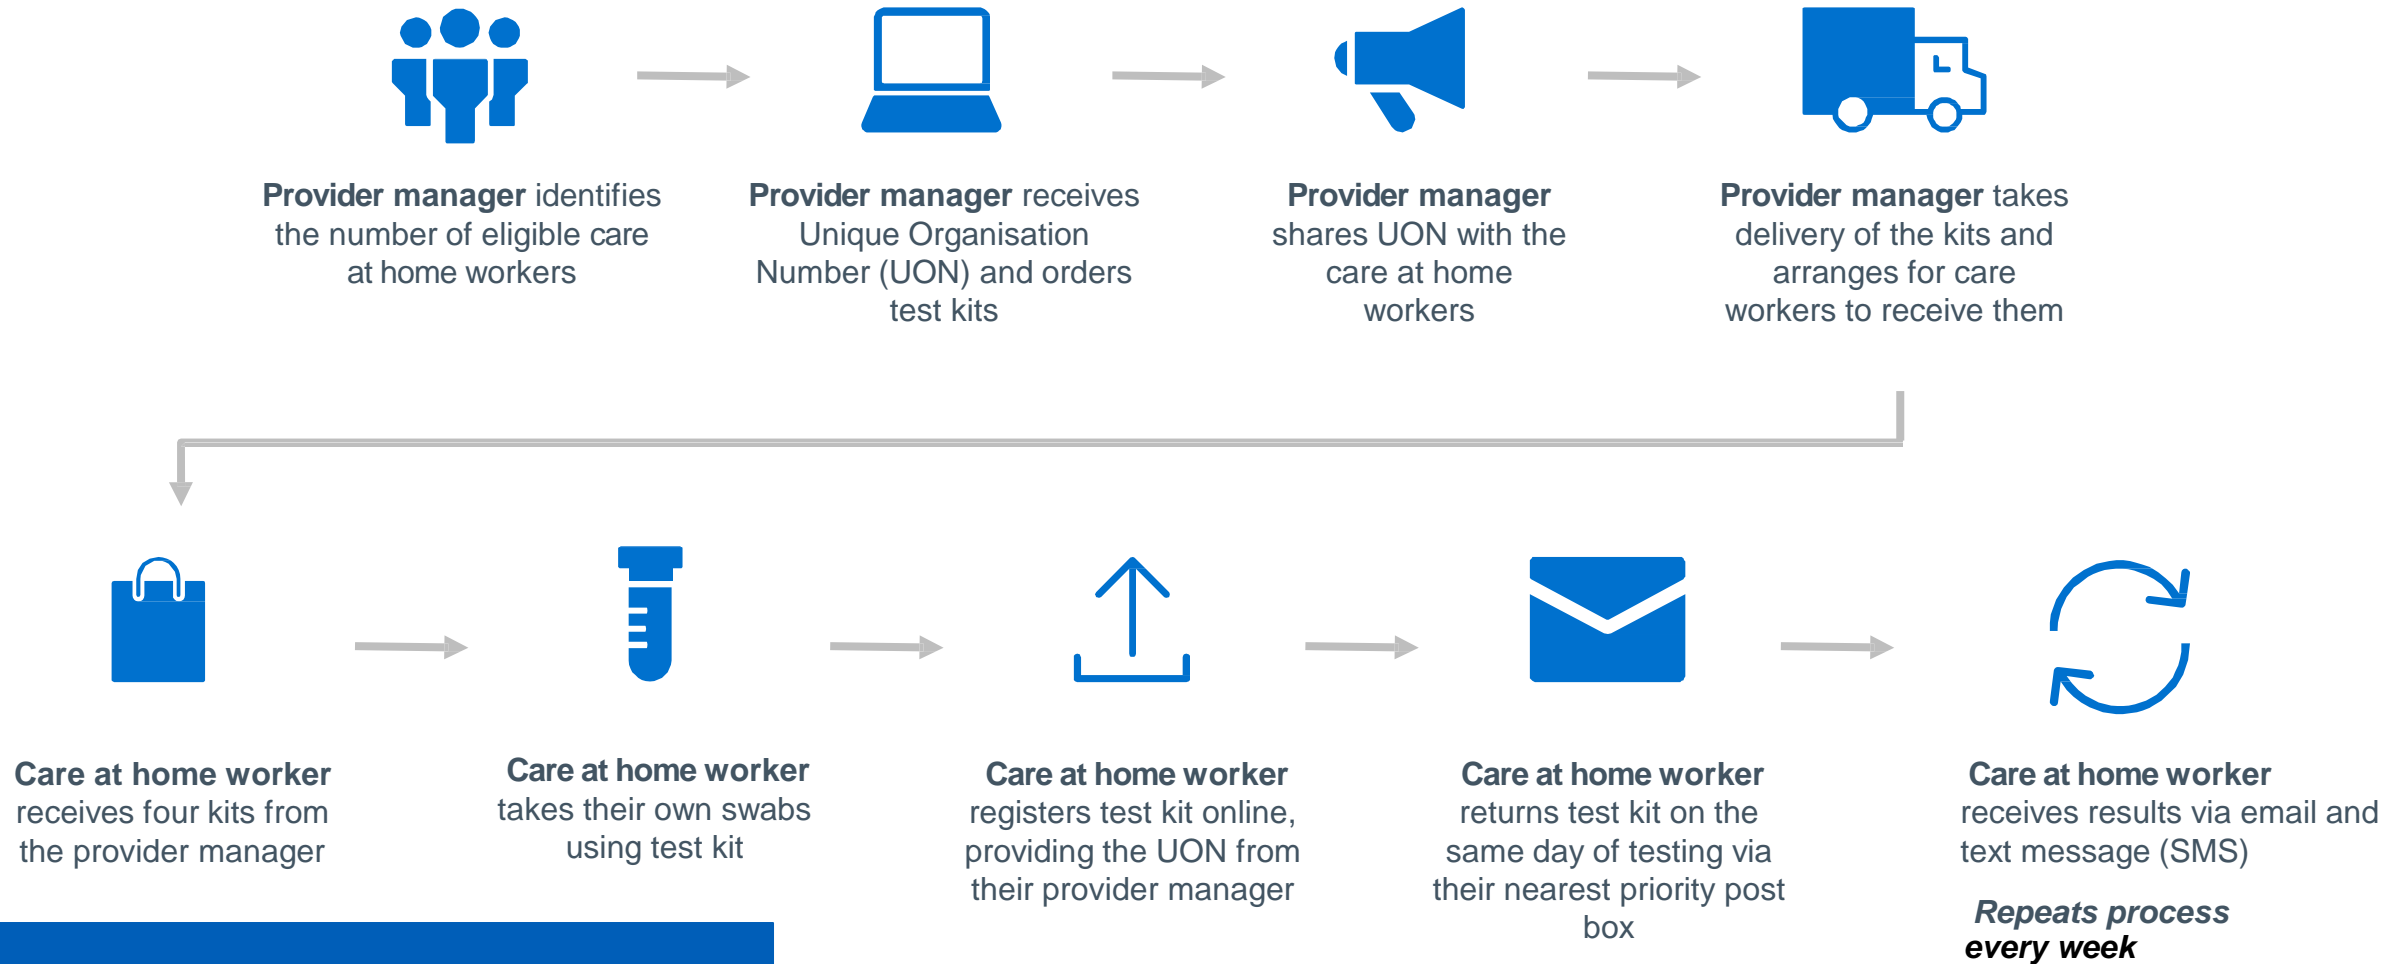 Provider manager identifies
the number of eligible care
at home workers
Provider manager receives
Unique Organisation
Number (UON) and orders
test kits
Provider manager
shares UON with the
care at home
workers
Provider manager takes
delivery of the kits and
arranges for care
workers to receive them
Care at home worker
receives four kits from
the provider manager
Care at home worker
takes their own swabs
using test kit
Care at home worker
registers test kit online,
providing the UON from
their provider manager
Care at home worker
returns test kit on the
same day of testing via
their nearest priority post
box
Care at home worker
receives results via email and
text message (SMS)
Repeats process
every week